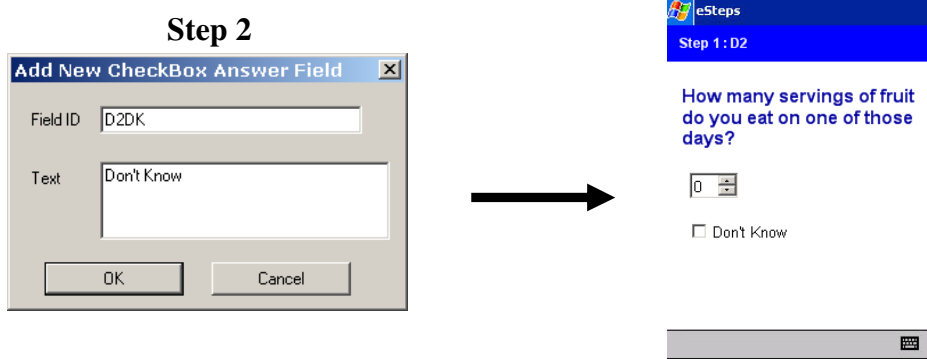 Step 2
Add New CheckBox Answer Field
Field ID
D2DK
Text
Don't Know
OK
Cancel
eSteps
Step 1 : D2
How many servings of fruit
do you eat on one of those
days?
0
Don't Know